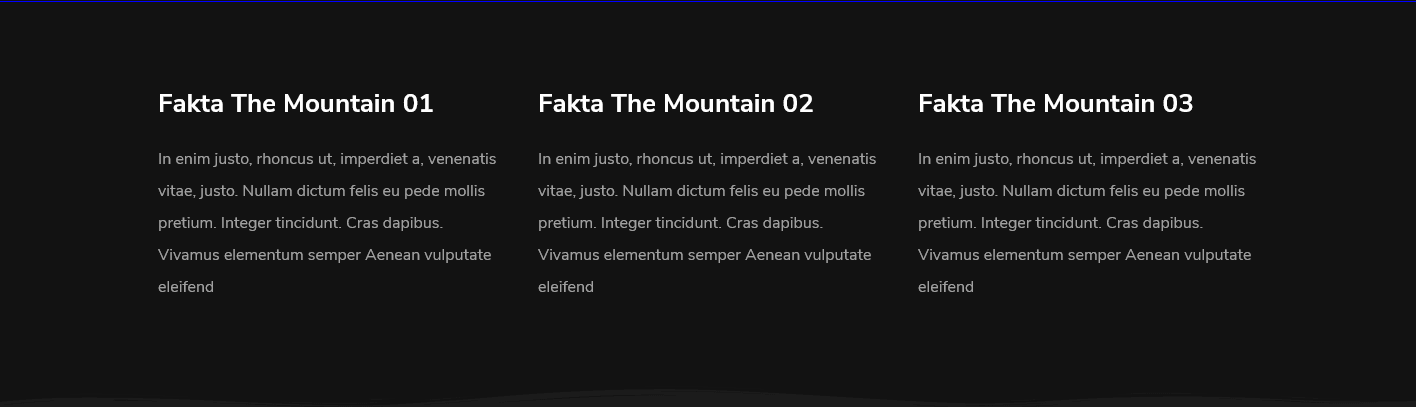 Fakta The Mountain 01
In enim justo, rhoncus ut, imperdiet a, venenatis
vitae, justo. Nullam dictum felis eu pede mollis
pretium. Integer tincidunt. Cras dapibus.
Vivamus elementum semper Aenean vulputate
eleifend
Fakta The Mountain 02
In enim justo, rhoncus ut, imperdiet a, venenatis
vitae, justo. Nullam dictum felis eu pede mollis
pretium. Integer tincidunt. Cras dapibus.
Vivamus elementum semper Aenean vulputate
eleifend
Fakta The Mountain 03
In enim justo, rhoncus ut, imperdiet a, venenatis
vitae, justo. Nullam dictum felis eu pede mollis
pretium. Integer tincidunt. Cras dapibus.
Vivamus elementum semper Aenean vulputate
eleifend